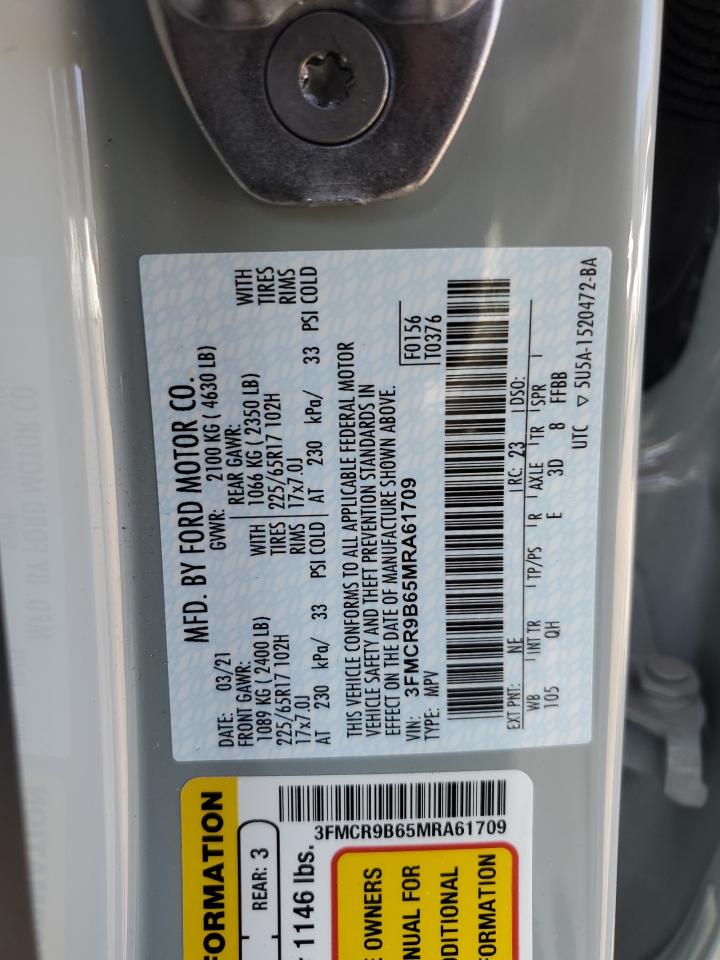 MFD. BY FORD MOTOR CO.
DATE: 03/21
GVWR: 2100 KG ( 4630 LB)
FRONT GAWR:
1089 KG ( 2400 LB)
WITH
225/65R17 102H
TIRES
17x7.0J
RIMS
AT 230 kPa/ 33 PSI COLD
REAR GAWR:
1066 KG ( 2350 LB)
WITH
225/65R17 102H
TIRES
17x7.0J
RIMS
AT 230 kPa/ 33 PSI COLD
THIS VEHICLE CONFORMS TO ALL APPLICABLE FEDERAL MOTOR
VEHICLE SAFETY AND THEFT PREVENTION STANDARDS IN
EFFECT ON THE DATE OF MANUFACTURE SHOWN ABOVE.
VIN: 3FMCR9B65MRA61709
TYPE: MPV
F0156
T0376
EXT PNT: NE RC: 23 DSO:
WB INT TR TP/PS R AXLE TR SPR
105 QH E 3D 8 FFBB
UTC ▽ 5U5A-1520472-BA
3FMCR9B65MRA61709
FORMATION
REAR: 3
1146 lbs.
E OWNERS
NUAL FOR
DDITIONAL
FORMATION